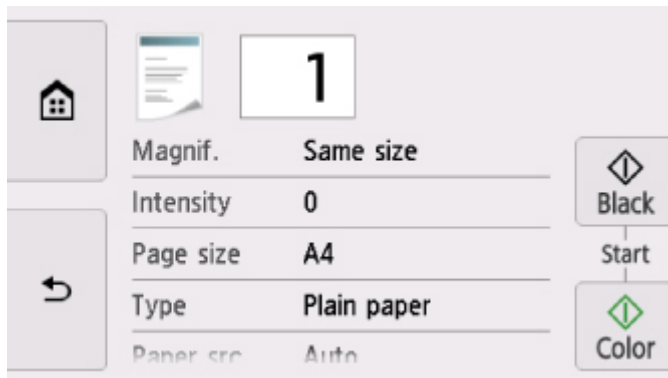 1
Magnif. Same size
Intensity 0
Page size A4
Type Plain paper
Paper src Auto
Black
Start
Color